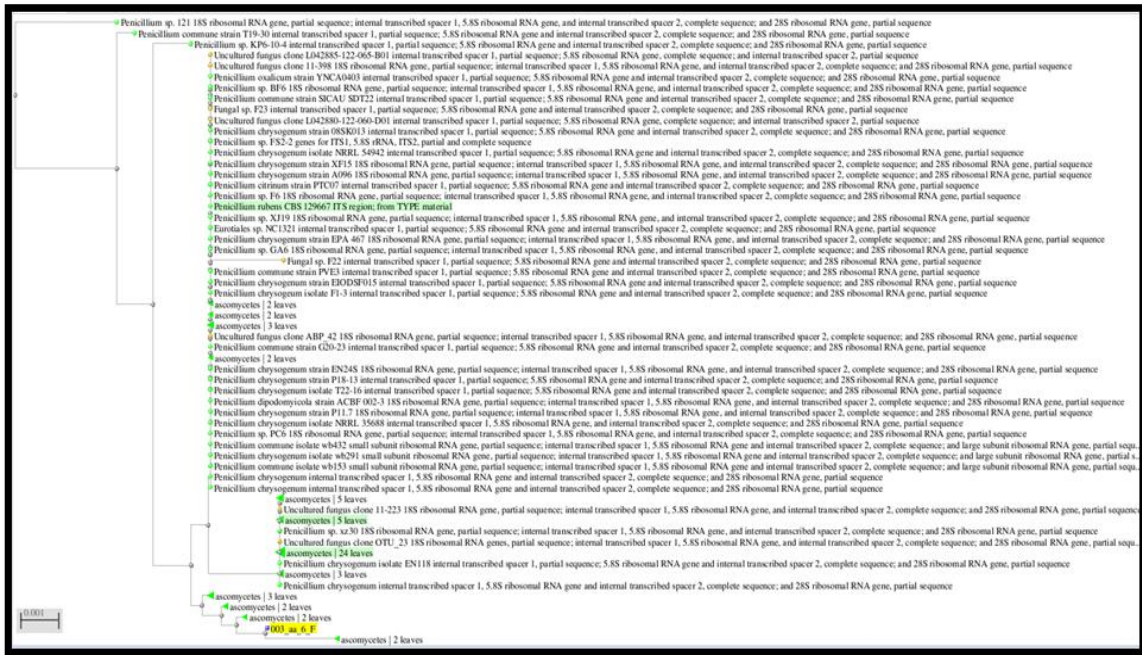 Penicillium sp. 121 18S ribosomal RNA gene, partial sequence; internal transcribed spacer 1, 5.8S ribosomal RNA gene, and internal transcribed spacer 2, complete sequence; and 28S ribosomal RNA gene, partial sequence
Penicillium commune strain T19-30 internal transcribed spacer 1, partial sequence; 5.8S ribosomal RNA gene and internal transcribed spacer 2, complete sequence; and 28S ribosomal RNA gene, partial sequence
Penicillium sp. KP6-10-4 internal transcribed spacer 1, partial sequence; 5.8S ribosomal RNA gene and internal transcribed spacer 2, complete sequence; and 28S ribosomal RNA gene, partial sequence
Uncultured fungus clone L042885-122-065-B01 internal transcribed spacer 1, partial sequence; 5.8S ribosomal RNA gene and internal transcribed spacer 2, complete sequence; and 28S ribosomal RNA gene, partial sequence
Uncultured fungus clone 11-398 18S ribosomal RNA gene, partial sequence; internal transcribed spacer 1, 5.8S ribosomal RNA gene, and internal transcribed spacer 2, complete sequence; and 28S ribosomal RNA gene, partial sequence
Penicillium oxalicum strain YNCA0403 internal transcribed spacer 1, partial sequence; 5.8S ribosomal RNA gene and internal transcribed spacer 2, complete sequence; and 28S ribosomal RNA gene, partial sequence
Penicillium sp. BF6 18S ribosomal RNA gene, partial sequence; internal transcribed spacer 1, 5.8S ribosomal RNA gene, and internal transcribed spacer 2, complete sequence; and 28S ribosomal RNA gene, partial sequence
Penicillium commune strain SICAU SDT22 internal transcribed spacer 1, partial sequence; 5.8S ribosomal RNA gene and internal transcribed spacer 2, complete sequence; and 28S ribosomal RNA gene, partial sequence
Fungal sp. F23 internal transcribed spacer 1, partial sequence; 5.8S ribosomal RNA gene and internal transcribed spacer 2, complete sequence; and 28S ribosomal RNA gene, partial sequence
Uncultured fungus clone L042880-122-060-D01 internal transcribed spacer 1, partial sequence; 5.8S ribosomal RNA gene and internal transcribed spacer 2, complete sequence; and 28S ribosomal RNA gene, partial sequence
Penicillium chrysogenum strain 08SK013 internal transcribed spacer 1, partial sequence; 5.8S ribosomal RNA gene and internal transcribed spacer 2, complete sequence; and 28S ribosomal RNA gene, partial sequence
Penicillium sp. FS2-2 genes for ITS1, 5.8S rRNA, ITS2, partial and complete sequence
Penicillium chrysogenum isolate NRRL 54942 internal transcribed spacer 1, partial sequence; 5.8S ribosomal RNA gene and internal transcribed spacer 2, complete sequence; and 28S ribosomal RNA gene, partial sequence
Penicillium chrysogenum strain XF15 18S ribosomal RNA gene, partial sequence; internal transcribed spacer 1, 5.8S ribosomal RNA gene, and internal transcribed spacer 2, complete sequence; and 28S ribosomal RNA gene, partial sequence
Penicillium chrysogenum strain A096 18S ribosomal RNA gene, partial sequence; internal transcribed spacer 1, 5.8S ribosomal RNA gene, and internal transcribed spacer 2, complete sequence; and 28S ribosomal RNA gene, partial sequence
Penicillium citrinum strain PTC07 internal transcribed spacer 1, partial sequence; 5.8S ribosomal RNA gene and internal transcribed spacer 2, complete sequence; and 28S ribosomal RNA gene, partial sequence
Penicillium sp. F6 18S ribosomal RNA gene, partial sequence; internal transcribed spacer 1, 5.8S ribosomal RNA gene, and internal transcribed spacer 2, complete sequence; and 28S ribosomal RNA gene, partial sequence
Penicillium rubens CBS 129667 ITS region; from TYPE material
Penicillium sp. XJ19 18S ribosomal RNA gene, partial sequence; internal transcribed spacer 1, 5.8S ribosomal RNA gene, and internal transcribed spacer 2, complete sequence; and 28S ribosomal RNA gene, partial sequence
Eurotiales sp. NC1321 internal transcribed spacer 1, partial sequence; 5.8S ribosomal RNA gene and internal transcribed spacer 2, complete sequence; and 28S ribosomal RNA gene, partial sequence
Penicillium chrysogenum strain EPA 467 18S ribosomal RNA gene, partial sequence; internal transcribed spacer 1, 5.8S ribosomal RNA gene, and internal transcribed spacer 2, complete sequence; and 28S ribosomal RNA gene, partial sequence
Penicillium sp. GA6 18S ribosomal RNA gene, partial sequence; internal transcribed spacer 1, 5.8S ribosomal RNA gene, and internal transcribed spacer 2, complete sequence; and 28S ribosomal RNA gene, partial sequence
Fungal sp. F22 internal transcribed spacer 1, partial sequence; 5.8S ribosomal RNA gene and internal transcribed spacer 2, complete sequence; and 28S ribosomal RNA gene, partial sequence
Penicillium commune strain PVE3 internal transcribed spacer 1, partial sequence; 5.8S ribosomal RNA gene and internal transcribed spacer 2, complete sequence; and 28S ribosomal RNA gene, partial sequence
Penicillium chrysogenum strain EIODSF015 internal transcribed spacer 1, partial sequence; 5.8S ribosomal RNA gene and internal transcribed spacer 2, complete sequence; and 28S ribosomal RNA gene, partial sequence
Penicillium chrysogeum isolate F1-3 internal transcribed spacer 1, partial sequence; 5.8S ribosomal RNA gene and internal transcribed spacer 2, complete sequence; and 28S ribosomal RNA gene, partial sequence
ascomycetes | 2 leaves
ascomycetes | 2 leaves
ascomycetes | 3 leaves
Uncultured fungus clone ABP_42 18S ribosomal RNA gene, partial sequence; internal transcribed spacer 1, 5.8S ribosomal RNA gene, and internal transcribed spacer 2, complete sequence; and 28S ribosomal RNA gene, partial sequence
Penicillium commune strain G20-23 internal transcribed spacer 1, partial sequence; 5.8S ribosomal RNA gene and internal transcribed spacer 2, complete sequence; and 28S ribosomal RNA gene, partial sequence
ascomycetes | 2 leaves
Penicillium chrysogenum strain EN24S 18S ribosomal RNA gene, partial sequence; internal transcribed spacer 1, 5.8S ribosomal RNA gene, and internal transcribed spacer 2, complete sequence; and 28S ribosomal RNA gene, partial sequence
Penicillium chrysogenum strain P18-13 internal transcribed spacer 1, partial sequence; 5.8S ribosomal RNA gene and internal transcribed spacer 2, complete sequence; and 28S ribosomal RNA gene, partial sequence
Penicillium chrysogenum isolate T22-16 internal transcribed spacer 1, partial sequence; 5.8S ribosomal RNA gene and internal transcribed spacer 2, complete sequence; and 28S ribosomal RNA gene, partial sequence
Penicillium dipodomyicola strain ACBF 002-3 18S ribosomal RNA gene, partial sequence; internal transcribed spacer 1, 5.8S ribosomal RNA gene, and internal transcribed spacer 2, complete sequence; and 28S ribosomal RNA gene, partial sequence
Penicillium chrysogenum strain P11.7 18S ribosomal RNA gene, partial sequence; internal transcribed spacer 1, 5.8S ribosomal RNA gene, and internal transcribed spacer 2, complete sequence; and 28S ribosomal RNA gene, partial sequence
Penicillium chrysogenum isolate NRRL 35688 internal transcribed spacer 1, partial sequence; 5.8S ribosomal RNA gene and internal transcribed spacer 2, complete sequence; and 28S ribosomal RNA gene, partial sequence
Penicillium sp. PC6 18S ribosomal RNA gene, partial sequence; internal transcribed spacer 1, 5.8S ribosomal RNA gene, and internal transcribed spacer 2, complete sequence; and 28S ribosomal RNA gene, partial sequence
Penicillium commune isolate wb432 small subunit ribosomal RNA gene, partial sequence; internal transcribed spacer 1, 5.8S ribosomal RNA gene and internal transcribed spacer 2, complete sequence; and large subunit ribosomal RNA gene, partial sequ...
Penicillium chrysogenum isolate wb291 small subunit ribosomal RNA gene, partial sequence; internal transcribed spacer 1, 5.8S ribosomal RNA gene and internal transcribed spacer 2, complete sequence; and large subunit ribosomal RNA gene, partial s...
Penicillium commune isolate wb153 small subunit ribosomal RNA gene, partial sequence; internal transcribed spacer 1, 5.8S ribosomal RNA gene and internal transcribed spacer 2, complete sequence; and large subunit ribosomal RNA gene, partial sequ...
Penicillium chrysogenum internal transcribed spacer 1, 5.8S ribosomal RNA gene and internal transcribed spacer 2, complete sequence; and 28S ribosomal RNA gene, partial sequence
Penicillium chrysogenum internal transcribed spacer 1, 5.8S ribosomal RNA gene and internal transcribed spacer 2, complete sequence; and 28S ribosomal RNA gene, partial sequence
ascomycetes | 5 leaves
Uncultured fungus clone 11-223 18S ribosomal RNA gene, partial sequence; internal transcribed spacer 1, 5.8S ribosomal RNA gene, and internal transcribed spacer 2, complete sequence; and 28S ribosomal RNA gene, partial sequence
ascomycetes | 5 leaves
Penicillium sp. xz30 18S ribosomal RNA gene, partial sequence; internal transcribed spacer 1, 5.8S ribosomal RNA gene, and internal transcribed spacer 2, complete sequence; and 28S ribosomal RNA gene, partial sequence
Uncultured fungus clone OTU_23 18S ribosomal RNA genes, partial sequence; internal transcribed spacer 1, 5.8S ribosomal RNA gene, and internal transcribed spacer 2, complete sequence; and 28S ribosomal RNA gene, partial sequ...
ascomycetes | 24 leaves
Penicillium chrysogenum isolate EN118 internal transcribed spacer 1, partial sequence; 5.8S ribosomal RNA gene and internal transcribed spacer 2, complete sequence; and 28S ribosomal RNA gene, partial sequence
ascomycetes | 3 leaves
Penicillium chrysogenum internal transcribed spacer 1, 5.8S ribosomal RNA gene and internal transcribed spacer 2, complete sequence; and 28S ribosomal RNA gene, partial sequence
ascomycetes | 3 leaves
ascomycetes | 2 leaves
0.001
ascomycetes | 2 leaves
003_aa_6_F
ascomycetes | 2 leaves